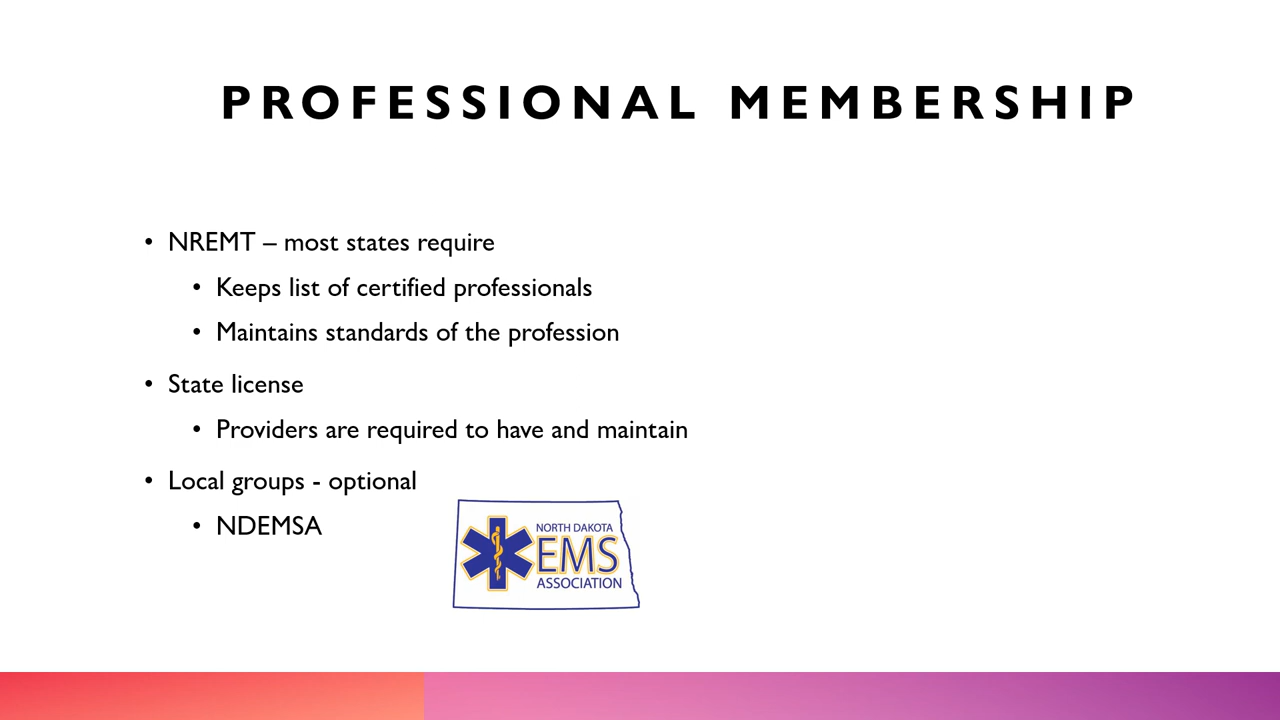 PROFESSIONAL MEMBERSHIP
• NREMT – most states require
• Keeps list of certified professionals
• Maintains standards of the profession
• State license
• Providers are required to have and maintain
• Local groups - optional
• NDEMSA
NORTH DAKOTA
EMS
ASSOCIATION